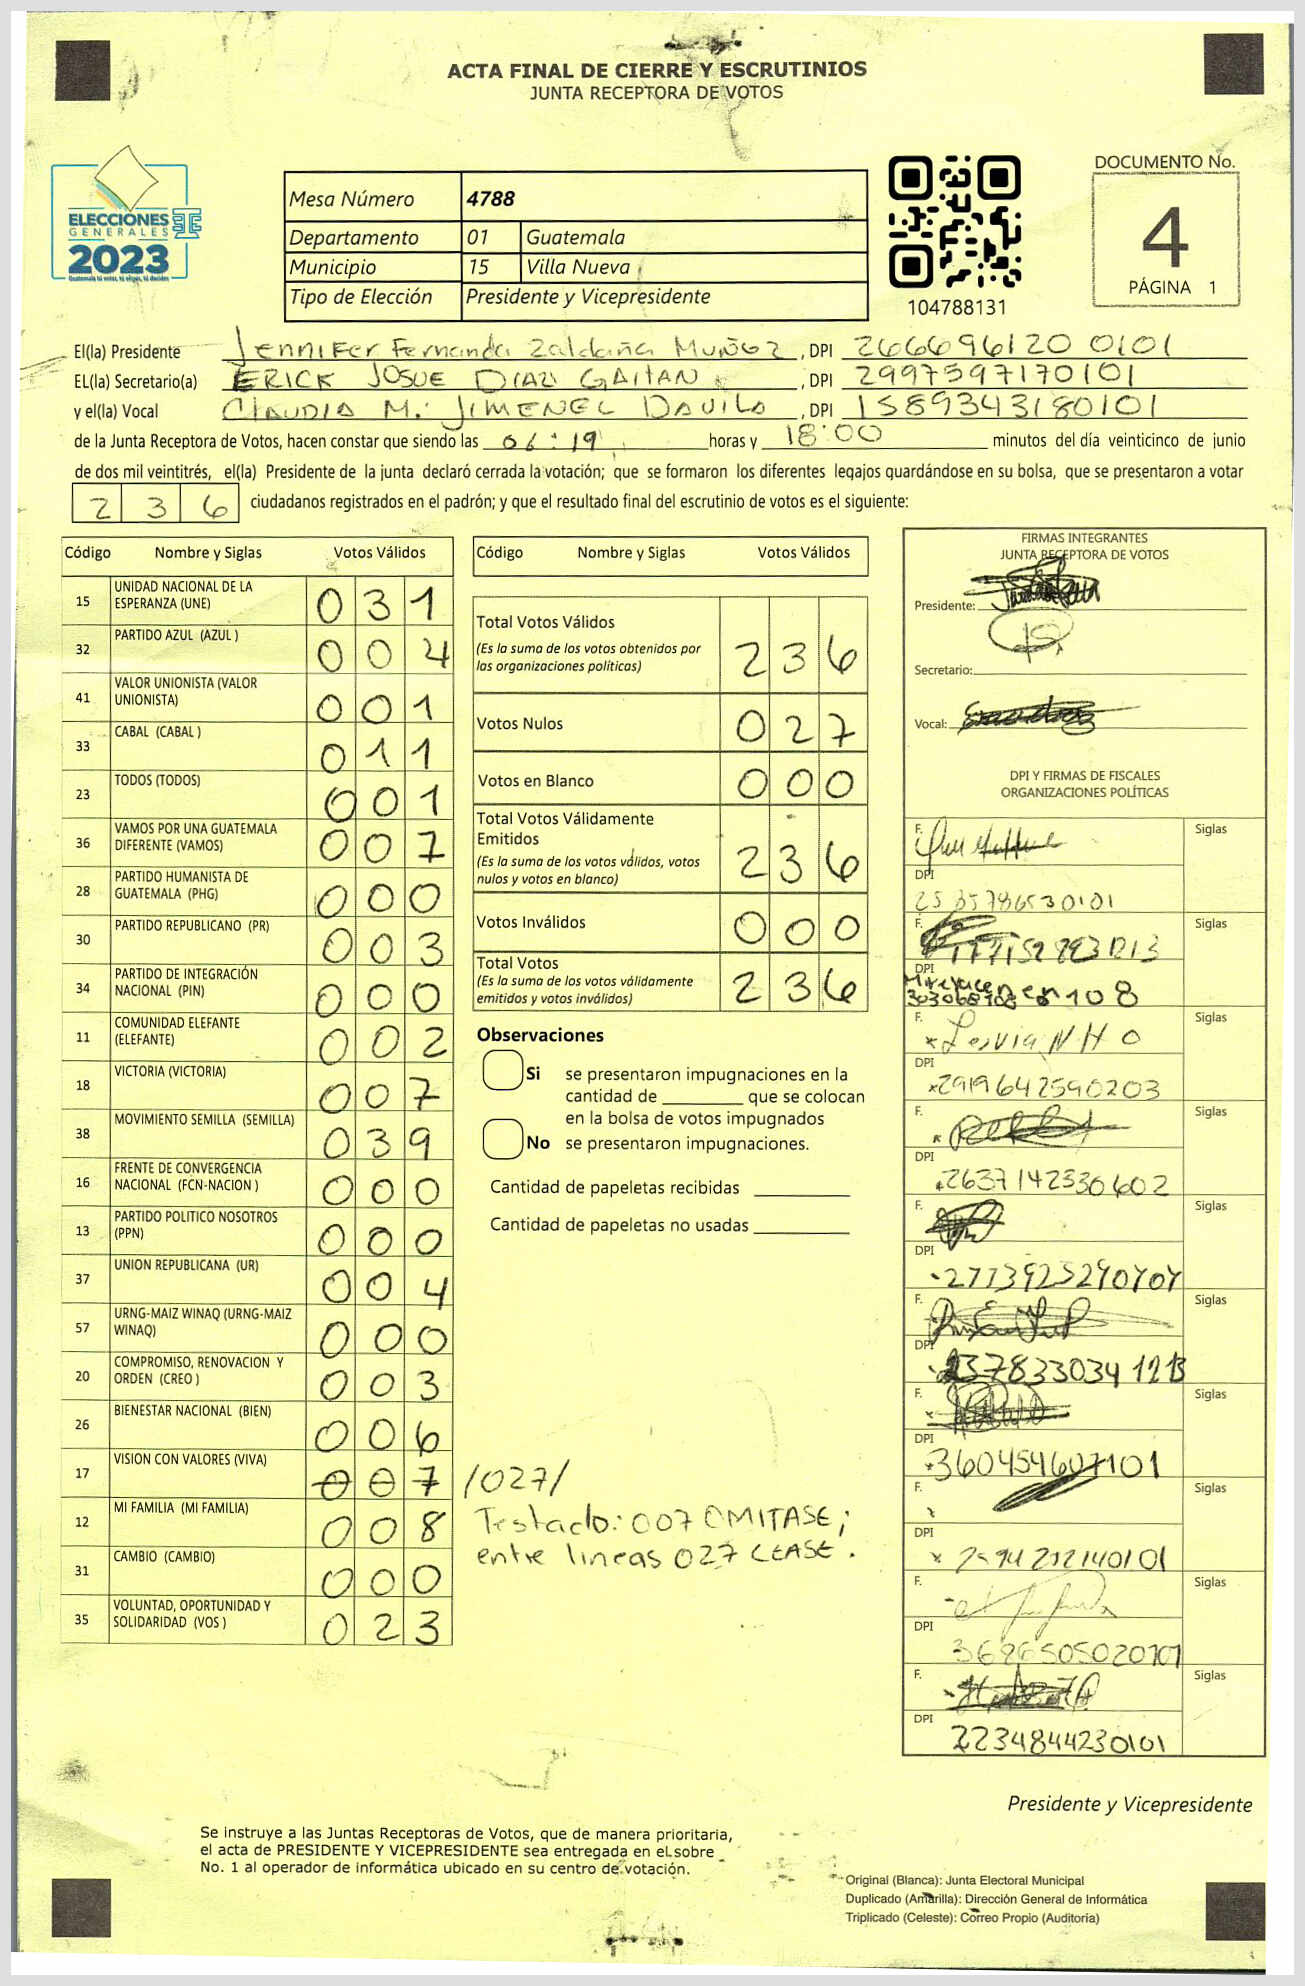 ACTA FINAL DE CIERRE Y ESCRUTINIOS
JUNTA RECEPTORA DE VOTOS
ELECCIONES
GENERALES
2023
Mesa Número 4788
Departamento 01 Guatemala
Municipio 15 Villa Nueva
Tipo de Elección Presidente y Vicepresidente
104788131
DOCUMENTO No.
4
PÁGINA 1
El(la) Presidente Jennifer Fernanda Zaldaña Muñoz , DPI 266696120 0101
EL(la) Secretario(a) ERICK JOSUE DIAZ GAITAN , DPI 2997597170101
y el(la) Vocal CLAUDIA M. JIMENEZ DAVILA , DPI 1589343180101
de la Junta Receptora de Votos, hacen constar que siendo las 06:19 horas y 18:00 minutos del día veinticinco de junio
de dos mil veintitrés, el(la) Presidente de la junta declaró cerrada la votación; que se formaron los diferentes legajos guardándose en su bolsa, que se presentaron a votar
2 3 6 ciudadanos registrados en el padrón; y que el resultado final del escrutinio de votos es el siguiente:
Código Nombre y Siglas Votos Válidos
15 UNIDAD NACIONAL DE LA ESPERANZA (UNE) 0 3 1
32 PARTIDO AZUL (AZUL ) 0 0 4
41 VALOR UNIONISTA (VALOR UNIONISTA) 0 0 1
33 CABAL (CABAL ) 0 1 1
23 TODOS (TODOS) 0 0 1
36 VAMOS POR UNA GUATEMALA DIFERENTE (VAMOS) 0 0 7
28 PARTIDO HUMANISTA DE GUATEMALA (PHG) 0 0 0
30 PARTIDO REPUBLICANO (PR) 0 0 3
34 PARTIDO DE INTEGRACIÓN NACIONAL (PIN) 0 0 0
11 COMUNIDAD ELEFANTE (ELEFANTE) 0 0 2
18 VICTORIA (VICTORIA) 0 0 7
38 MOVIMIENTO SEMILLA (SEMILLA) 0 3 9
16 FRENTE DE CONVERGENCIA NACIONAL (FCN-NACION ) 0 0 0
13 PARTIDO POLITICO NOSOTROS (PPN) 0 0 0
37 UNION REPUBLICANA (UR) 0 0 4
57 URNG-MAIZ WINAQ (URNG-MAIZ WINAQ) 0 0 0
20 COMPROMISO, RENOVACION Y ORDEN (CREO ) 0 0 3
26 BIENESTAR NACIONAL (BIEN) 0 0 6
17 VISION CON VALORES (VIVA) 0 0 7 /027/
12 MI FAMILIA (MI FAMILIA) 0 0 8
31 CAMBIO (CAMBIO) 0 0 0
35 VOLUNTAD, OPORTUNIDAD Y SOLIDARIDAD (VOS ) 0 2 3
Testado: 007 OMITASE;
entre lineas 027 LEASE.
Código Nombre y Siglas Votos Válidos
Total Votos Válidos
(Es la suma de los votos obtenidos por
las organizaciones políticas) 2 3 6
Votos Nulos 0 2 7
Votos en Blanco 0 0 0
Total Votos Válidamente
Emitidos
(Es la suma de los votos válidos, votos
nulos y votos en blanco) 2 3 6
Votos Inválidos 0 0 0
Total Votos
(Es la suma de los votos válidamente
emitidos y votos inválidos) 2 3 6
Observaciones
Si se presentaron impugnaciones en la
cantidad de ________ que se colocan
en la bolsa de votos impugnados
No se presentaron impugnaciones.
Cantidad de papeletas recibidas
Cantidad de papeletas no usadas
FIRMAS INTEGRANTES
JUNTA RECEPTORA DE VOTOS
Presidente:
Secretario:
Vocal:
DPI Y FIRMAS DE FISCALES
ORGANIZACIONES POLÍTICAS
F. Siglas
DPI
F. Siglas
DPI
F. Lesvia N H O Siglas
DPI
2919642590203
F. Siglas
DPI
2637142330602
F. Siglas
DPI
F. Siglas
DPI
F. Siglas
DPI
360454607101
F. Siglas
DPI
F. Siglas
DPI
F. Siglas
DPI
2234844230101
Presidente y Vicepresidente
Se instruye a las Juntas Receptoras de Votos, que de manera prioritaria,
el acta de PRESIDENTE Y VICEPRESIDENTE sea entregada en el sobre
No. 1 al operador de informática ubicado en su centro de votación.
Original (Blanca): Junta Electoral Municipal
Duplicado (Amarilla): Dirección General de Informática
Triplicado (Celeste): Correo Propio (Auditoría)